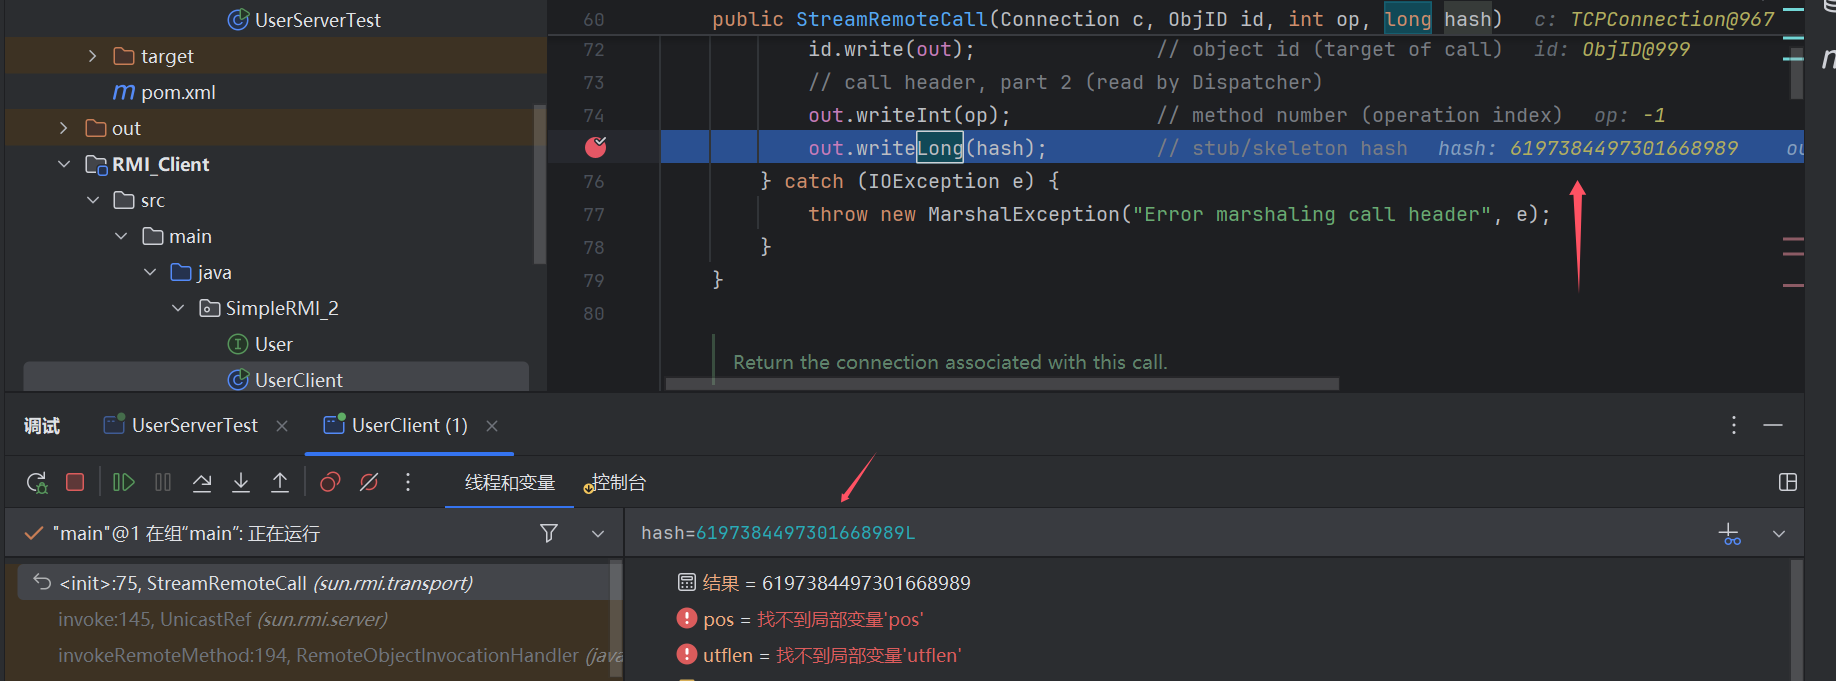 UserServerTest
target
pom.xml
out
RMI_Client
src
main
java
SimpleRMI_2
User
UserClient
60 public StreamRemoteCall(Connection c, ObjID id, int op, long hash) c: TCPConnection@967
72 id.write(out); // object id (target of call) id: ObjID@999
73 // call header, part 2 (read by Dispatcher)
74 out.writeInt(op); // method number (operation index) op: -1
out.writeLong(hash); // stub/skeleton hash hash: 6197384497301668989 ou
76 } catch (IOException e) {
77 throw new MarshalException("Error marshaling call header", e);
78 }
79 }
80
Return the connection associated with this call.
调试 UserServerTest UserClient (1)
线程和变量 控制台
"main"@1 在组“main”: 正在运行
<init>:75, StreamRemoteCall (sun.rmi.transport)
invoke:145, UnicastRef (sun.rmi.server)
invokeRemoteMethod:194, RemoteObjectInvocationHandler (java
hash=6197384497301668989L
结果 = 6197384497301668989
pos = 找不到局部变量'pos'
utflen = 找不到局部变量'utflen'